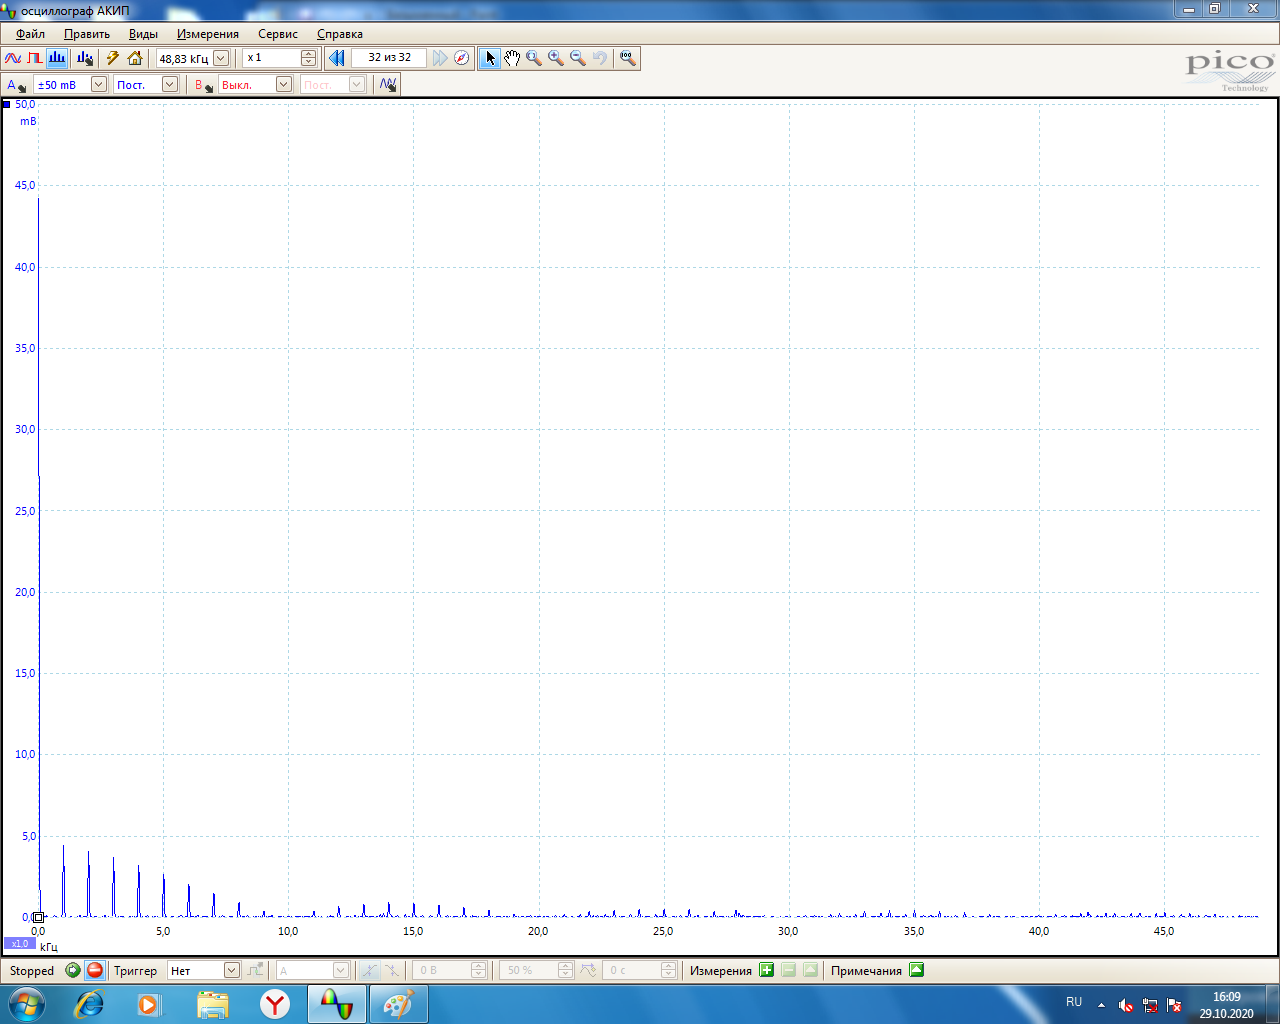 осциллограф АКИП
Файл Править Виды Измерения Сервис Справка
48,83 кГц x 1 32 из 32
pico
Technology
A ±50 mB Пост. B Выкл. Пост.
50,0
mB
45,0
40,0
35,0
30,0
25,0
20,0
15,0
10,0
5,0
0,0
0,0 5,0 10,0 15,0 20,0 25,0 30,0 35,0 40,0 45,0
x1,0 kГц
Stopped Триггер Нет A 0 В 50 % 0 с Измерения Примечания
RU 16:09
29.10.2020